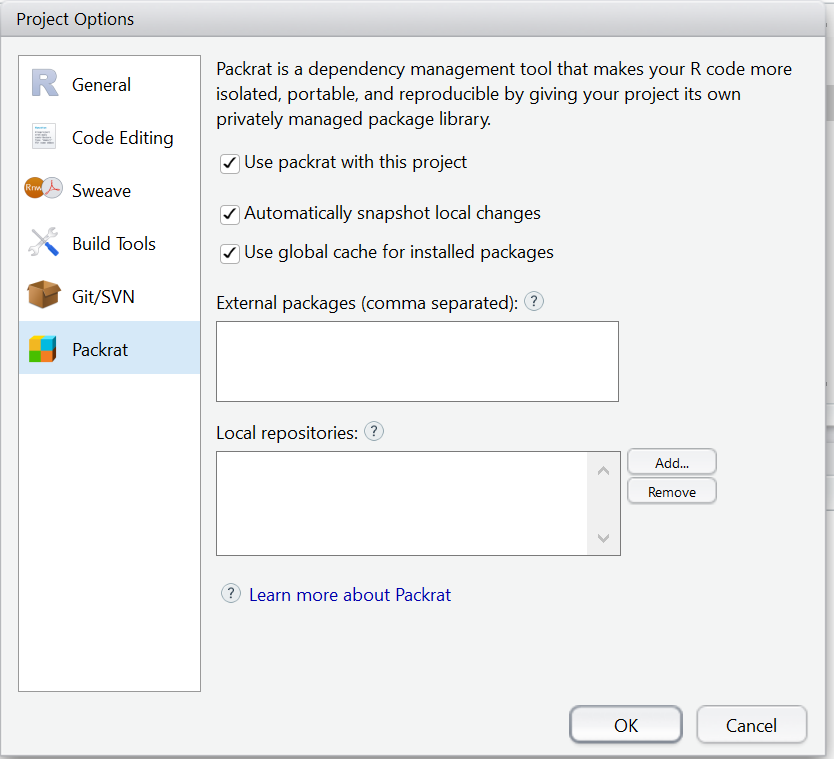 Project Options
General
Code Editing
Sweave
Build Tools
Git/SVN
Packrat
Packrat is a dependency management tool that makes your R code more
isolated, portable, and reproducible by giving your project its own
privately managed package library.
Use packrat with this project
Automatically snapshot local changes
Use global cache for installed packages
External packages (comma separated): ?
Local repositories: ?
Add...
Remove
? Learn more about Packrat
OK
Cancel